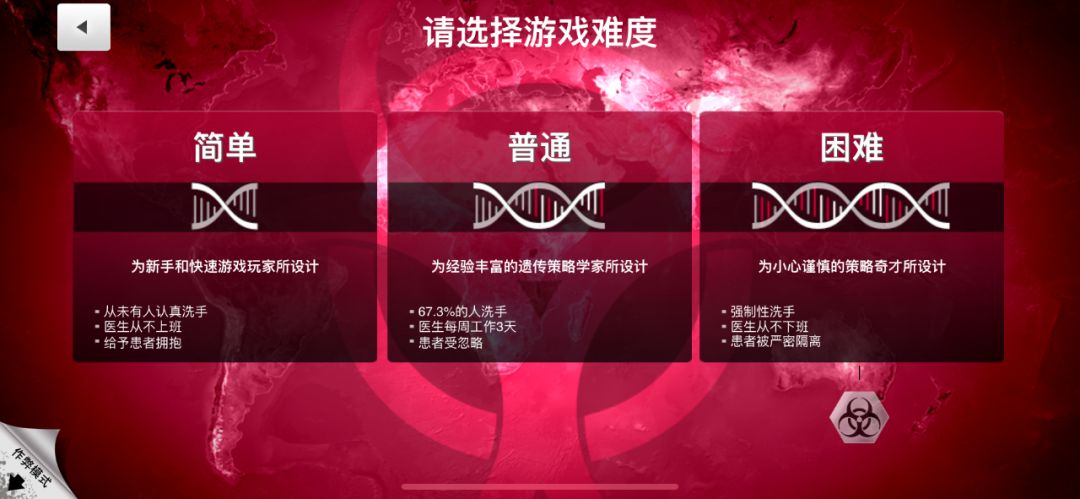 请选择游戏难度
简单
为新手和快速游戏玩家所设计
▪ 从未有人认真洗手
▪ 医生从不上班
▪ 给予患者拥抱
普通
为经验丰富的遗传策略学家所设计
▪ 67.3%的人洗手
▪ 医生每周工作3天
▪ 患者受忽略
困难
为小心谨慎的策略奇才所设计
▪ 强制性洗手
▪ 医生从不下班
▪ 患者被严密隔离
作弊模式